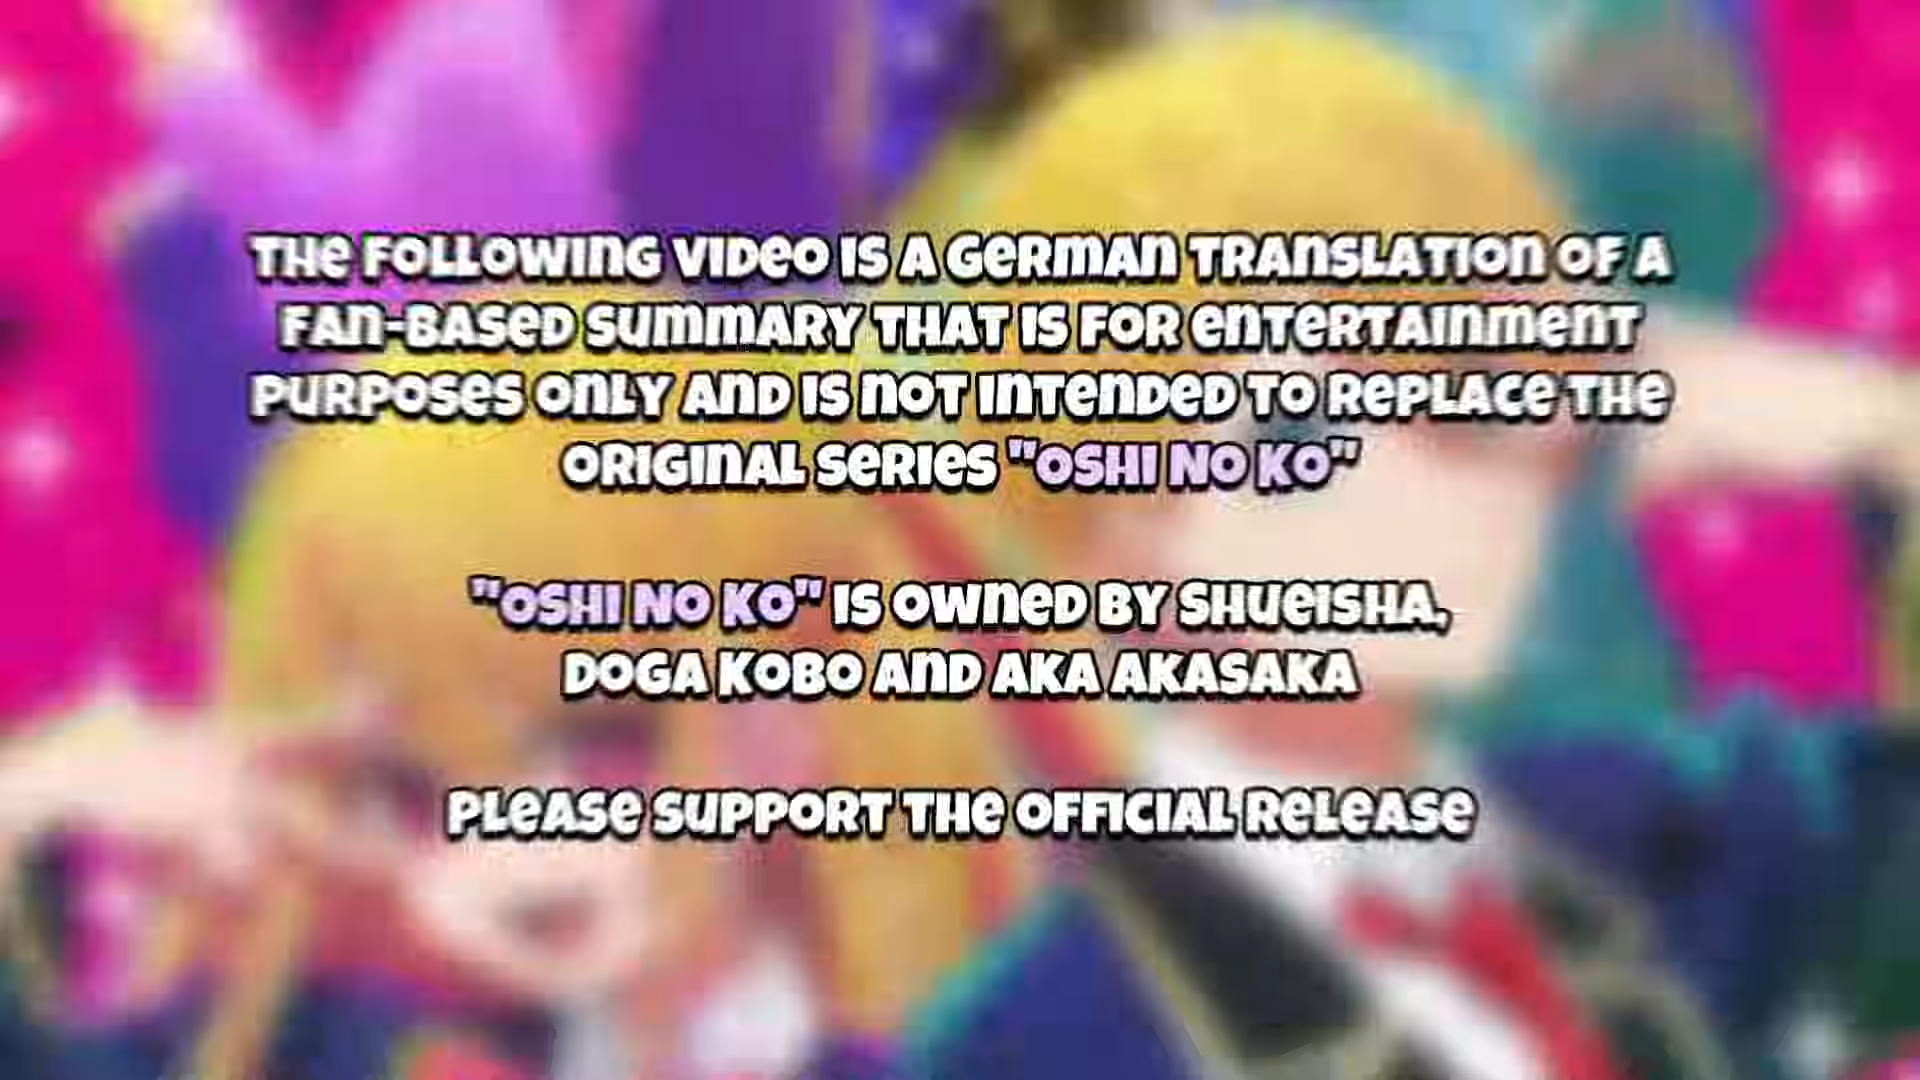 THE FOLLOWING VIDEO IS A GERMAN TRANSLATION OF A
FAN-BASED SUMMARY THAT IS FOR ENTERTAINMENT
PURPOSES ONLY AND IS NOT INTENDED TO REPLACE THE
ORIGINAL SERIES "OSHI NO KO"
"OSHI NO KO" IS OWNED BY SHUEISHA,
DOGA KOBO AND AKA AKASAKA
PLEASE SUPPORT THE OFFICIAL RELEASE